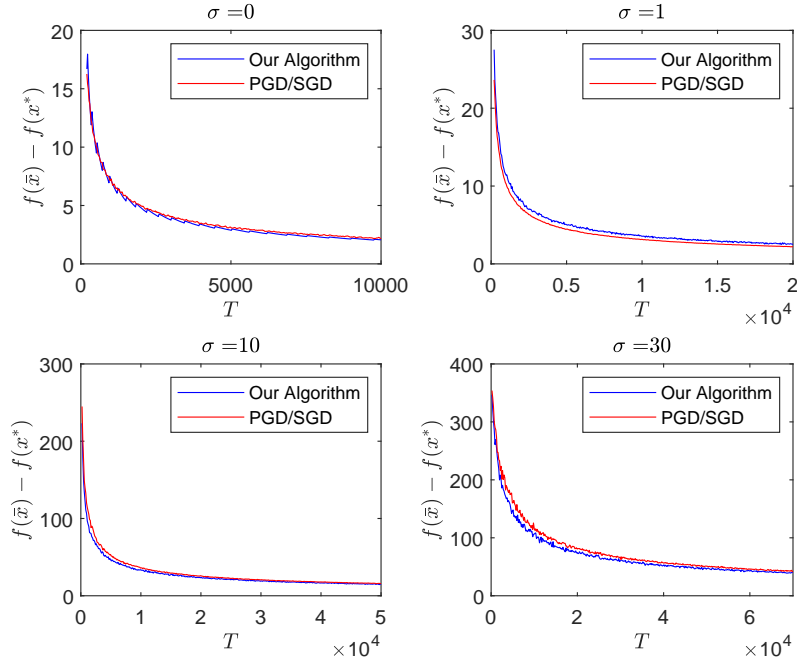 σ =0
20
15
10
5
0
f(x̄) − f(x*)
0 5000 10000
T
Our Algorithm
PGD/SGD
σ =1
30
20
10
0
f(x̄) − f(x*)
0 0.5 1 1.5 2
T
×10⁴
Our Algorithm
PGD/SGD
σ =10
300
200
100
0
f(x̄) − f(x*)
0 1 2 3 4 5
T
×10⁴
Our Algorithm
PGD/SGD
σ =30
400
300
200
100
0
f(x̄) − f(x*)
0 2 4 6
T
×10⁴
Our Algorithm
PGD/SGD